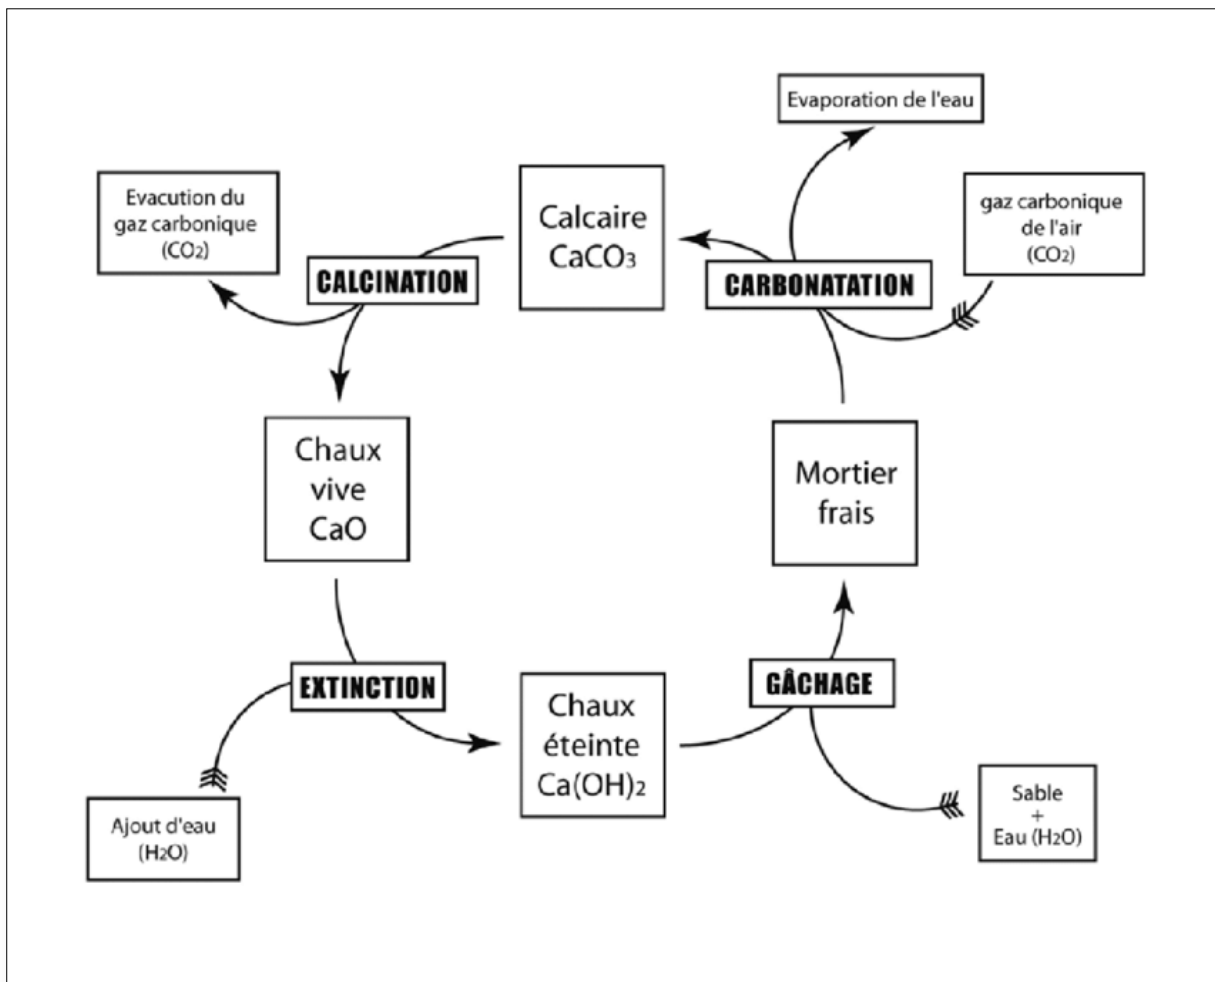 Evaporation de l'eau
Evacution du
gaz carbonique
(CO2)
Calcaire
CaCO3
gaz carbonique
de l'air
(CO2)
CALCINATION
CARBONATATION
Chaux
vive
CaO
Mortier
frais
EXTINCTION
Chaux
éteinte
Ca(OH)2
GÂCHAGE
Ajout d'eau
(H2O)
Sable
+
Eau (H2O)